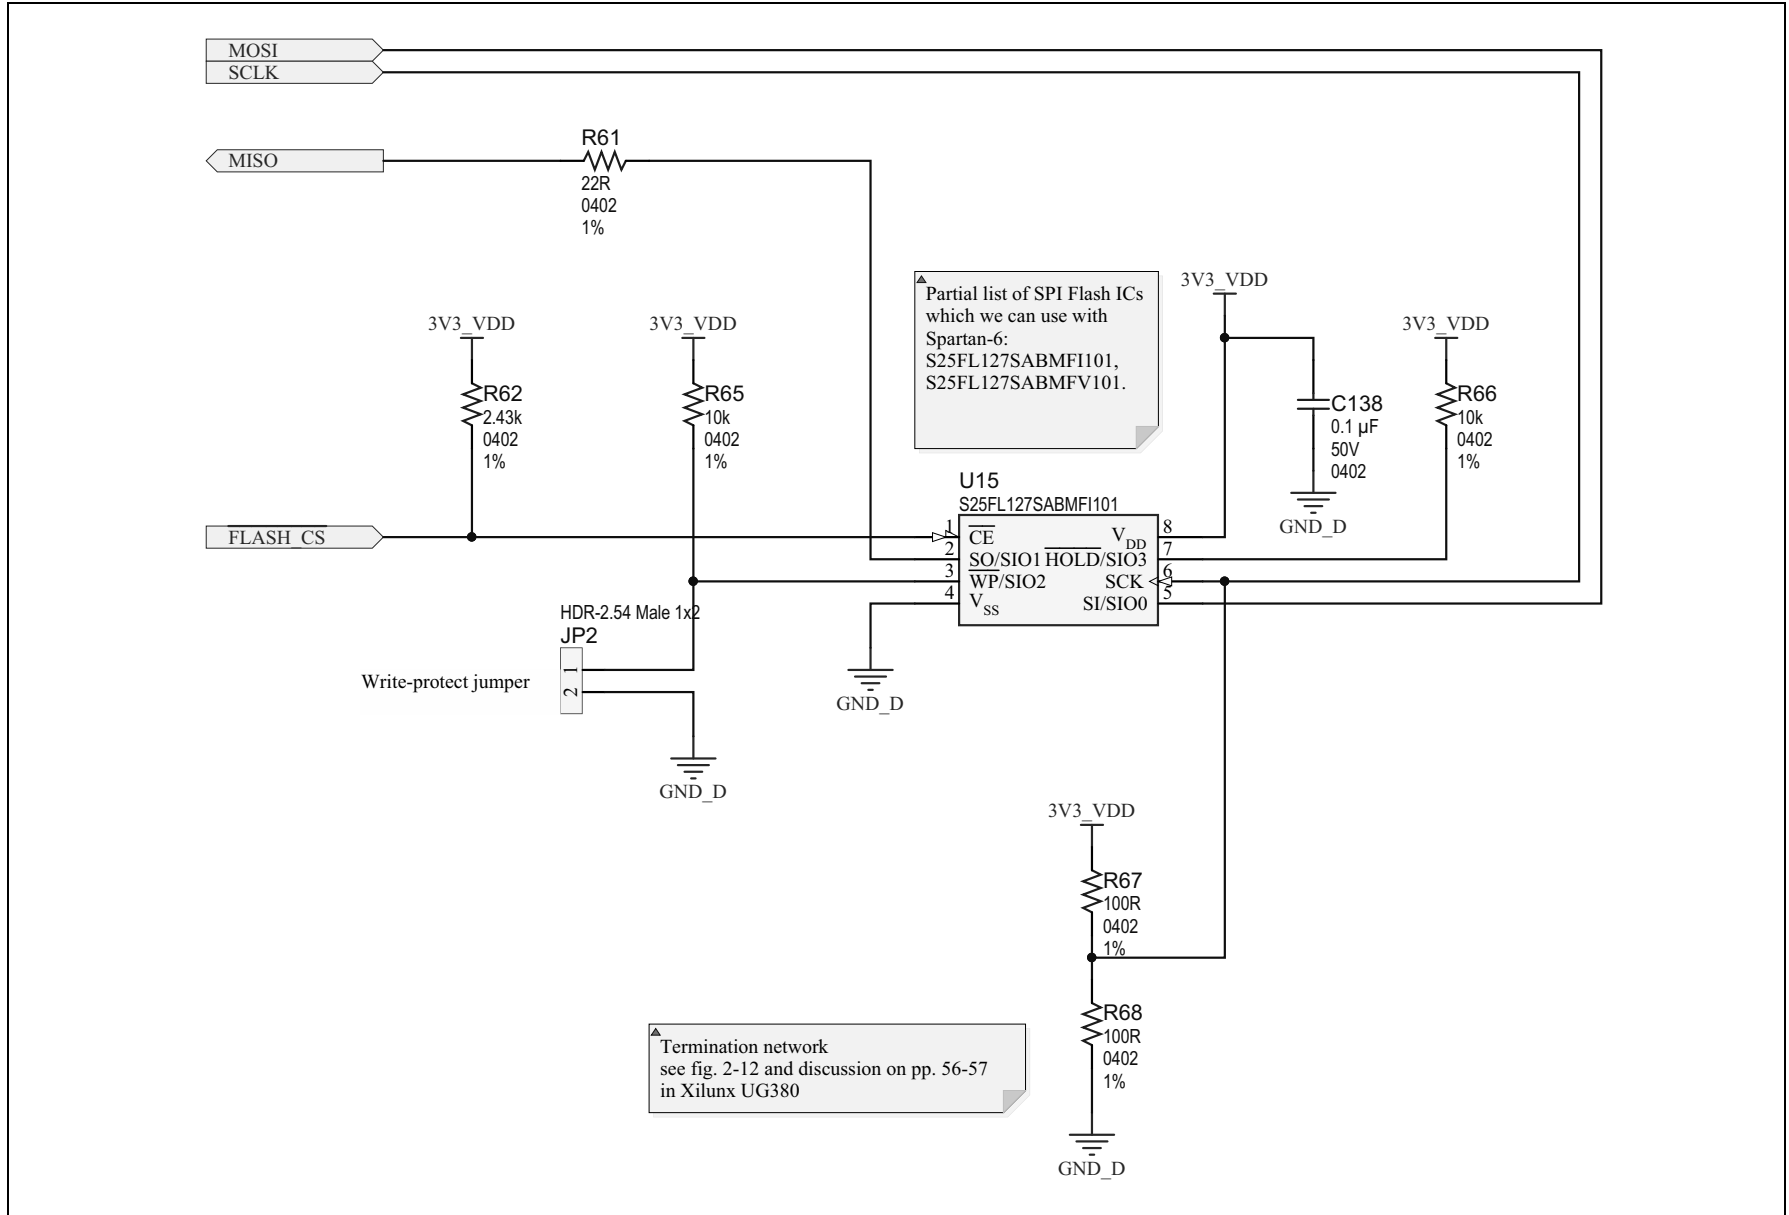 MOSI
SCLK
MISO
R61
22R
0402
1%
Partial list of SPI Flash ICs
which we can use with
Spartan-6:
S25FL127SABMFI101,
S25FL127SABMFV101.
3V3_VDD
3V3_VDD
3V3_VDD
3V3_VDD
R62
2.43k
0402
1%
R65
10k
0402
1%
C138
0.1 µF
50V
0402
GND_D
R66
10k
0402
1%
U15
S25FL127SABMFI101
FLASH_CS
1 CE VDD 8
2 SO/SIO1 HOLD/SIO3 7
3 WP/SIO2 SCK 6
4 VSS SI/SIO0 5
HDR-2.54 Male 1x2
JP2
1
2
Write-protect jumper
GND_D
GND_D
3V3_VDD
R67
100R
0402
1%
R68
100R
0402
1%
GND_D
Termination network
see fig. 2-12 and discussion on pp. 56-57
in Xilunx UG380